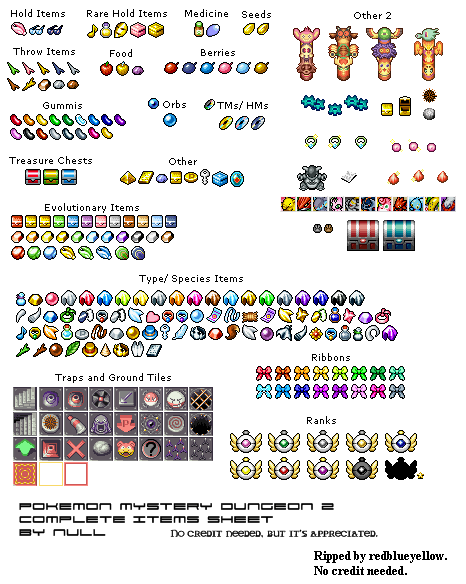 Hold Items
Rare Hold Items
Medicine
Seeds
Other 2
Throw Items
Food
Berries
Gummis
Orbs
TMs/ HMs
Treasure Chests
Other
Evolutionary Items
Type/ Species Items
Ribbons
Traps and Ground Tiles
Ranks
POKEMON MYSTERY DUNGEON 2
COMPLETE ITEMS SHEET
BY NULL
No credit needed, but it's appreciated.
Ripped by redblueyellow.
No credit needed.